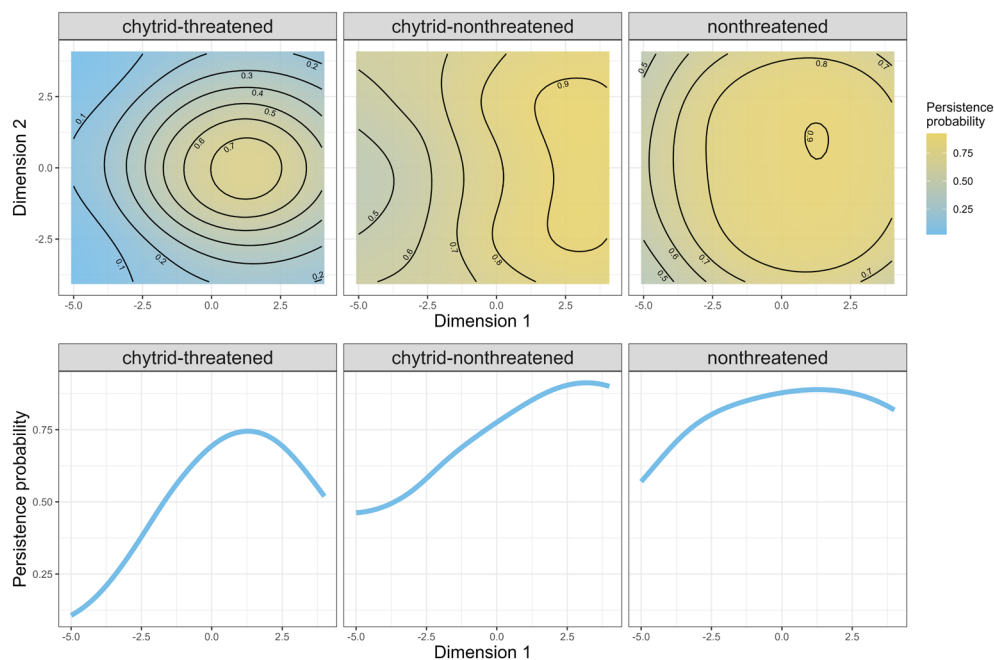 chytrid-threatened
chytrid-nonthreatened
nonthreatened
Dimension 2
2.5
0.0
-2.5
0.1
0.2
0.3
0.4
0.5
0.6
0.7
0.1
0.2
0.2
0.9
0.5
0.6
0.7
0.8
0.5
0.8
0.7
0.9
0.6
0.7
0.5
0.7
-5.0 -2.5 0.0 2.5
-5.0 -2.5 0.0 2.5
-5.0 -2.5 0.0 2.5
Dimension 1
Persistence
probability
0.75
0.50
0.25
chytrid-threatened
chytrid-nonthreatened
nonthreatened
Persistence probability
0.75
0.50
0.25
-5.0 -2.5 0.0 2.5
-5.0 -2.5 0.0 2.5
-5.0 -2.5 0.0 2.5
Dimension 1